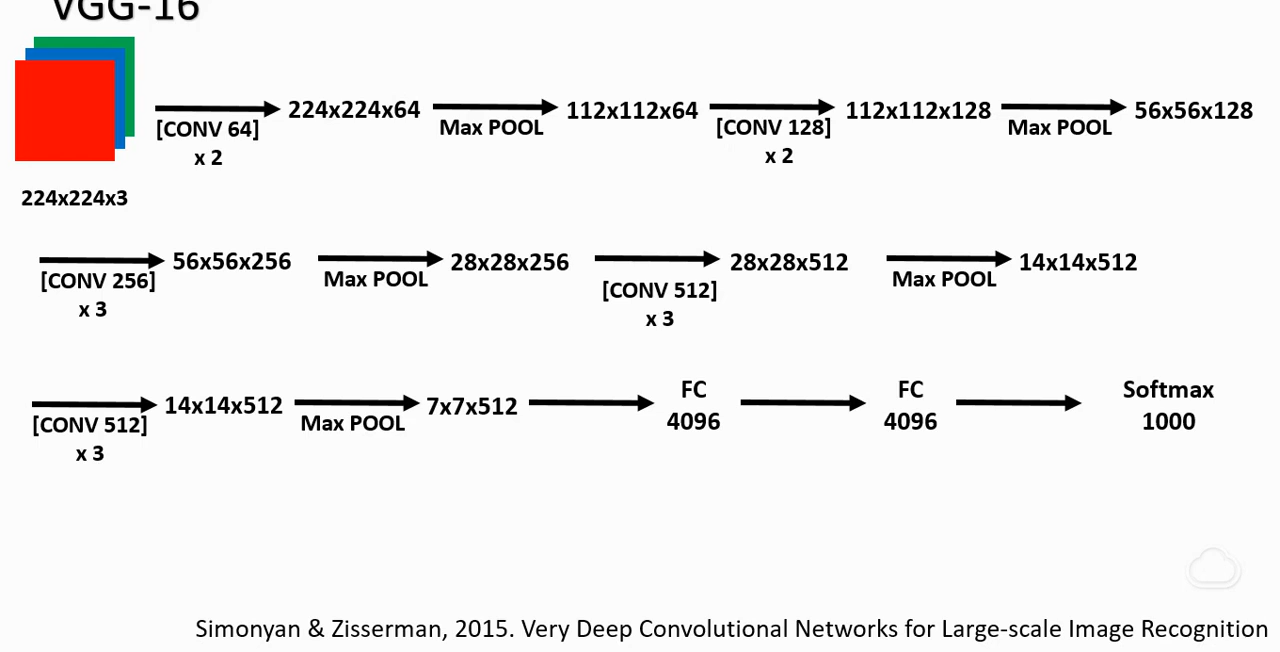 VGG-16
224x224x3
[CONV 64]
x 2
224x224x64
Max POOL
112x112x64
[CONV 128]
x 2
112x112x128
Max POOL
56x56x128
[CONV 256]
x 3
56x56x256
Max POOL
28x28x256
[CONV 512]
x 3
28x28x512
Max POOL
14x14x512
[CONV 512]
x 3
14x14x512
Max POOL
7x7x512
FC
4096
FC
4096
Softmax
1000
Simonyan & Zisserman, 2015. Very Deep Convolutional Networks for Large-scale Image Recognition